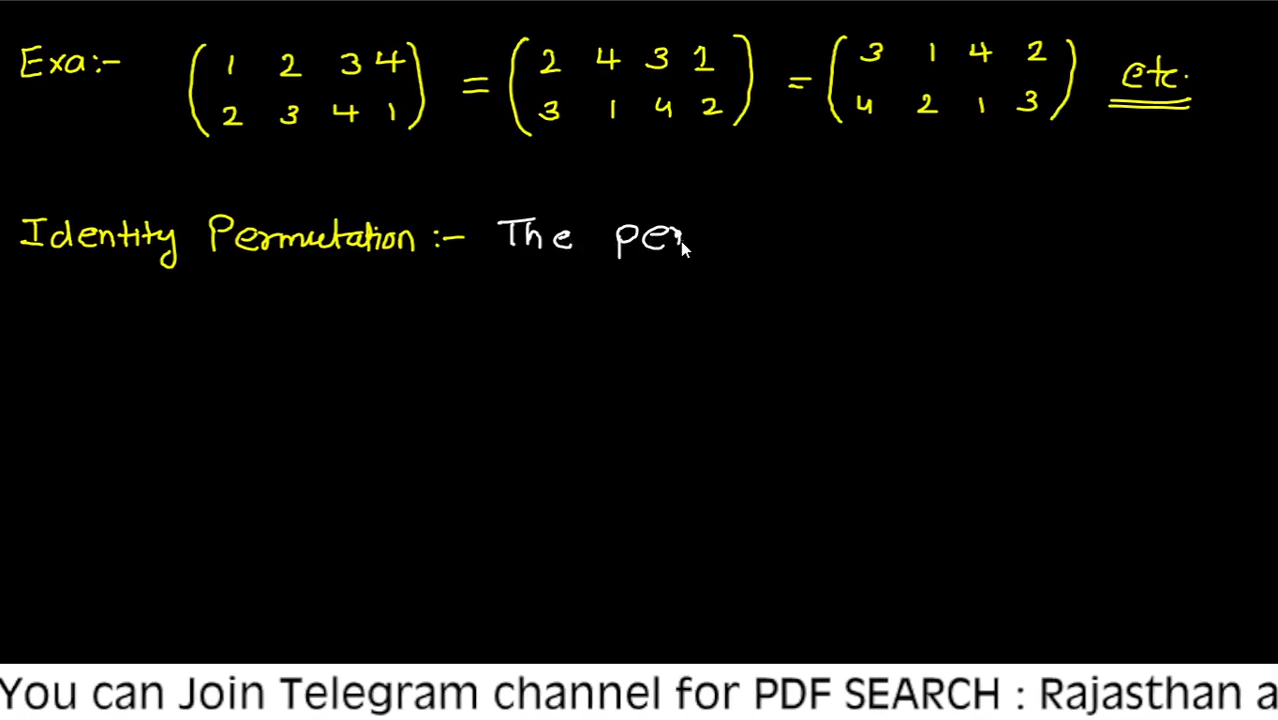 Exa:- ( 1 2 3 4 ) = ( 2 4 3 1 ) = ( 3 1 4 2 ) etc.
( 2 3 4 1 ) ( 3 1 4 2 ) ( 4 2 1 3 )
Identity Permutation :- The per
You can Join Telegram channel for PDF SEARCH : Rajasthan a